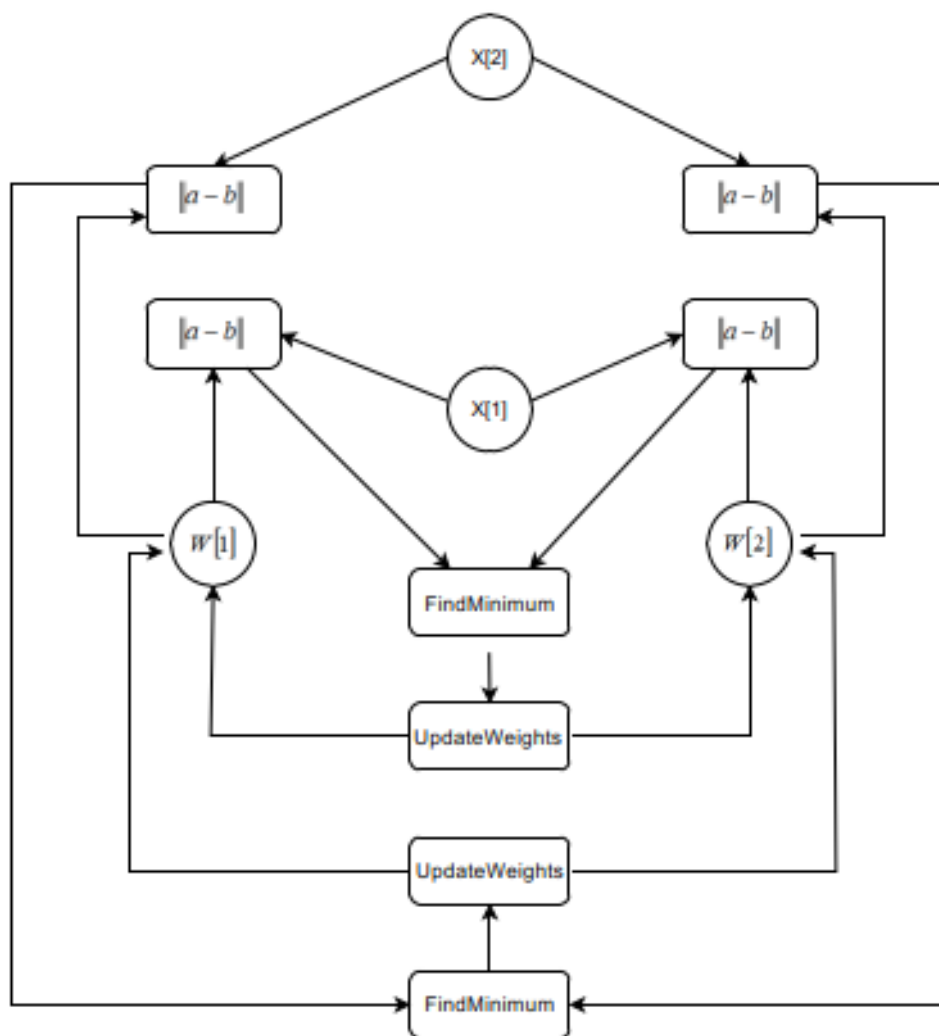 X[2]
‖a − b‖
‖a − b‖
‖a − b‖
‖a − b‖
X[1]
W[1]
W[2]
FindMinimum
UpdateWeights
UpdateWeights
FindMinimum